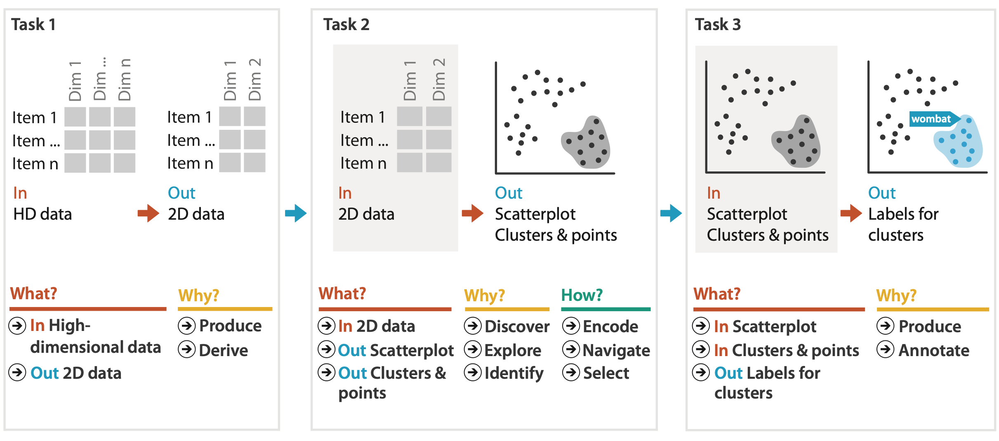 Task 1
Dim 1
Dim ...
Dim n
Item 1
Item ...
Item n
In
HD data
Dim 1
Dim 2
Item 1
Item ...
Item n
Out
2D data
What?
In High-
dimensional data
Out 2D data
Why?
Produce
Derive
Task 2
Dim 1
Dim 2
Item 1
Item ...
Item n
In
2D data
Out
Scatterplot
Clusters & points
What?
In 2D data
Out Scatterplot
Out Clusters &
points
Why?
Discover
Explore
Identify
How?
Encode
Navigate
Select
Task 3
In
Scatterplot
Clusters & points
wombat
Out
Labels for
clusters
What?
In Scatterplot
In Clusters & points
Out Labels for
clusters
Why?
Produce
Annotate